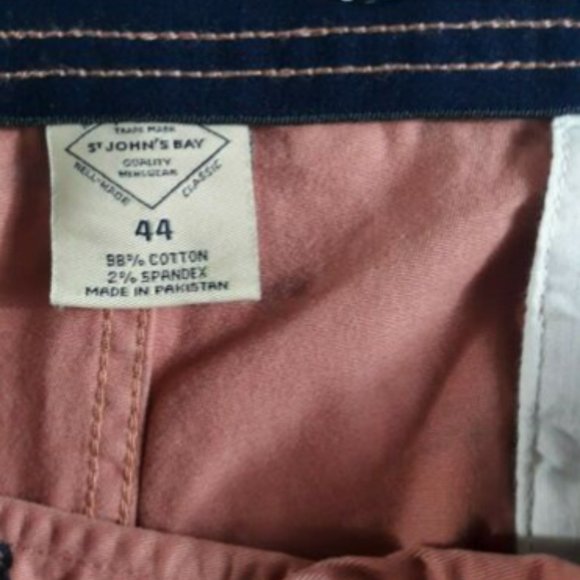 TRADE MARK
ST JOHN'S BAY
QUALITY
MENSWEAR
WELL-MADE
CLASSIC
44
98% COTTON
2% SPANDEX
MADE IN PAKISTAN